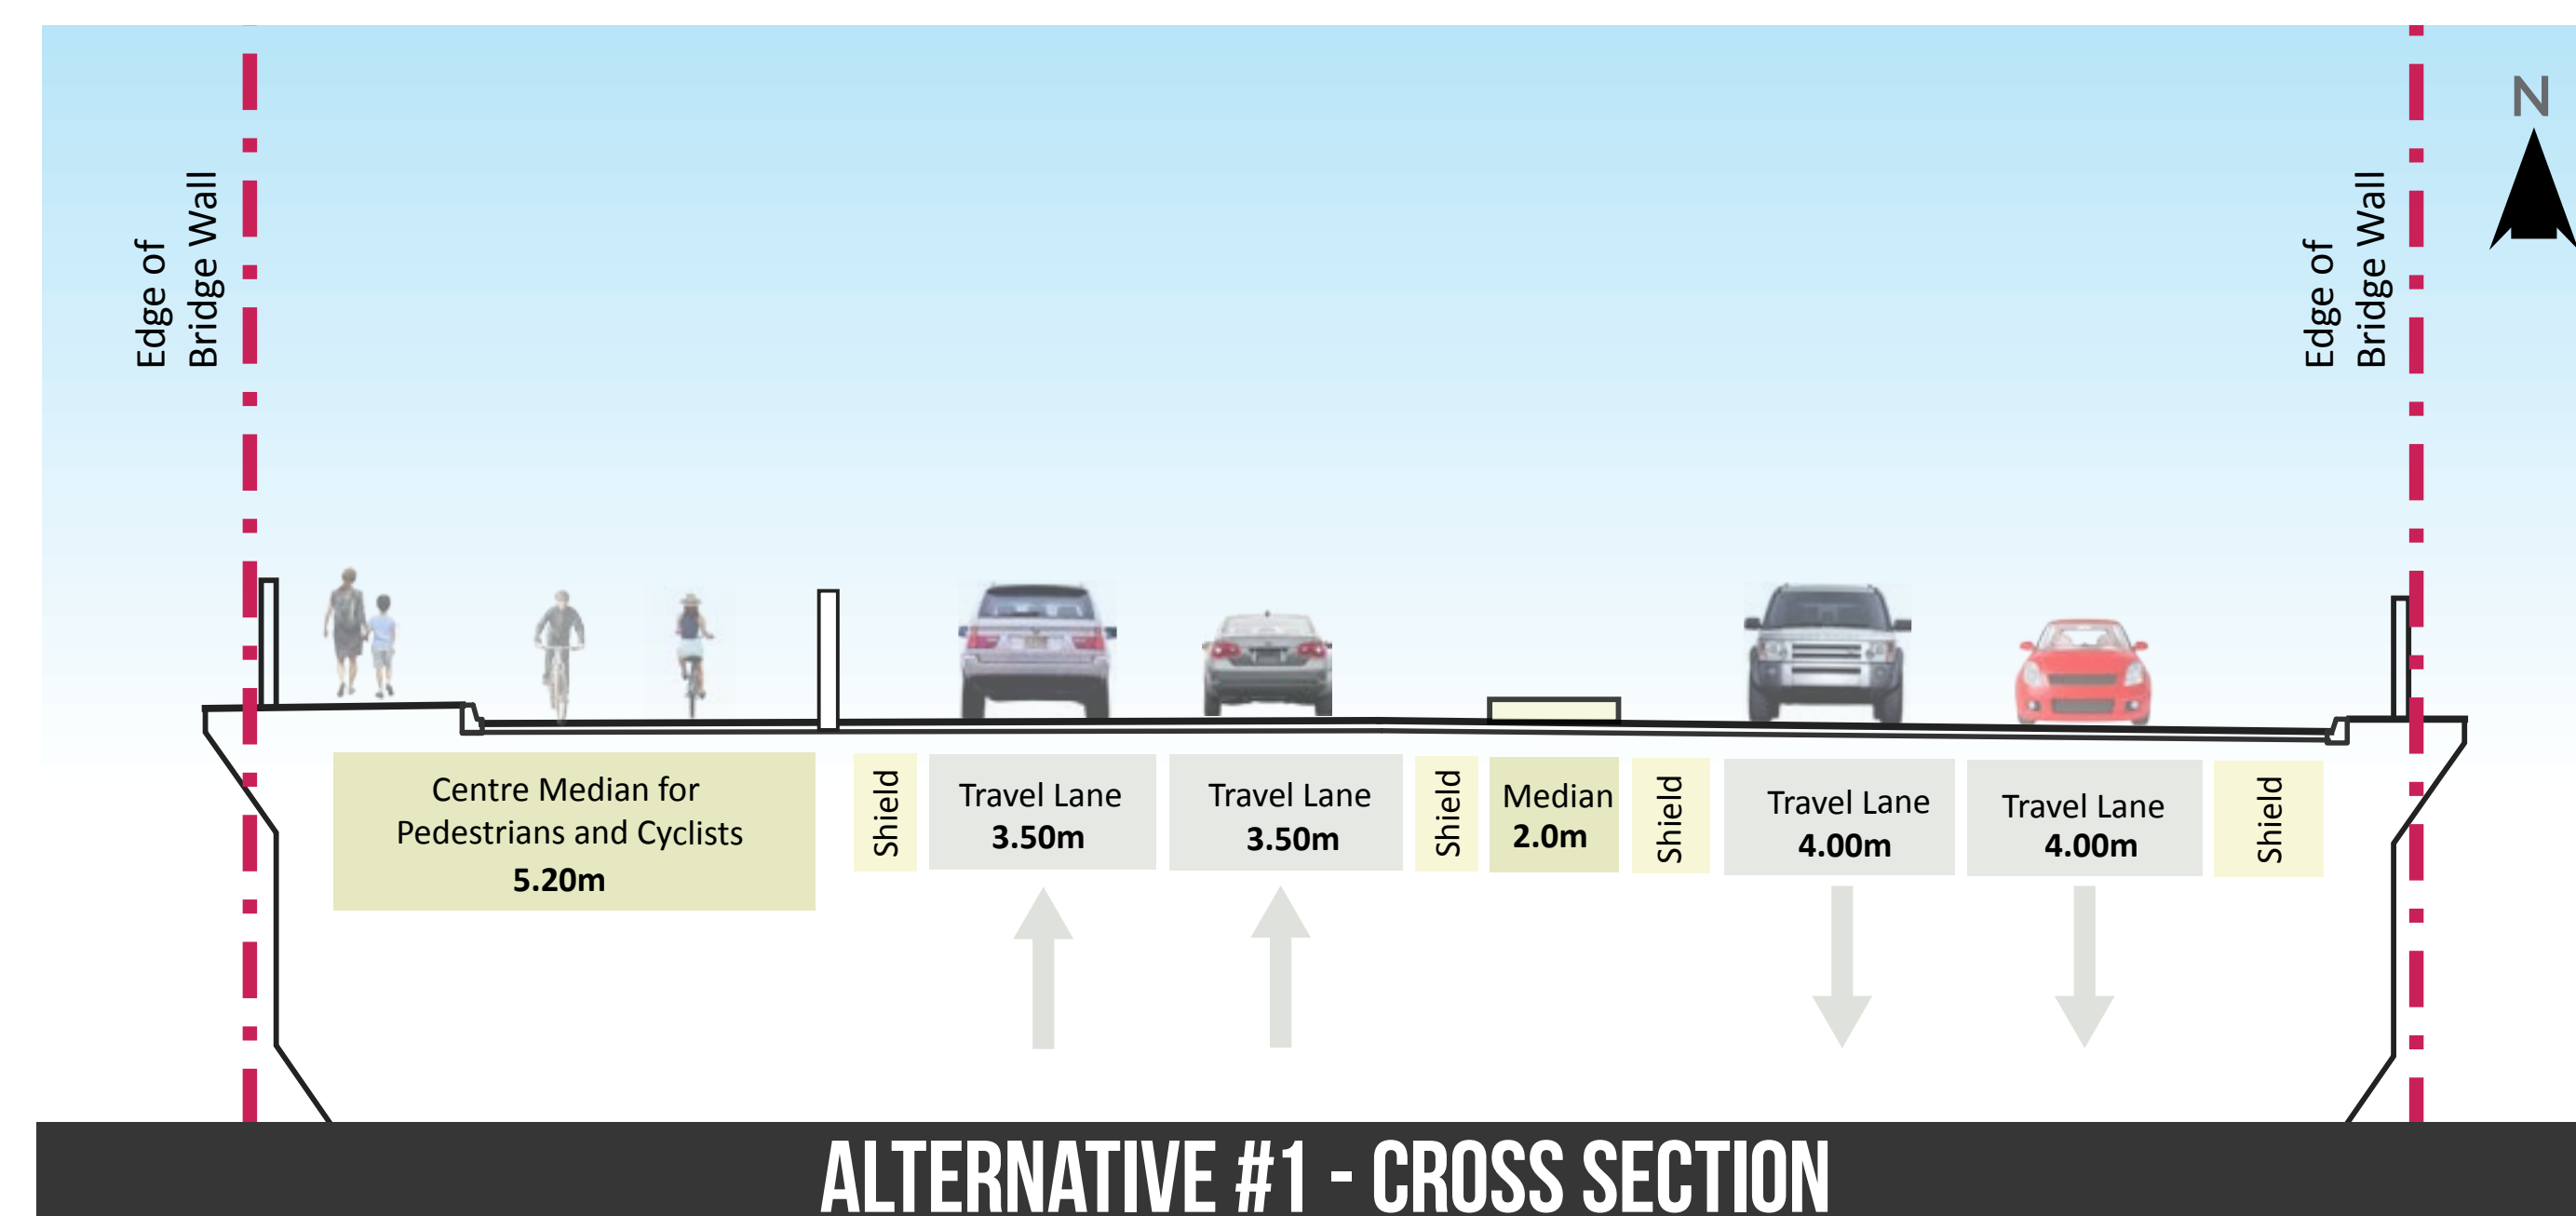 Edge of
Bridge Wall
Edge of
Bridge Wall
N
Centre Median for
Pedestrians and Cyclists
5.20m
Shield
Travel Lane
3.50m
Travel Lane
3.50m
Shield
Median
2.0m
Shield
Travel Lane
4.00m
Travel Lane
4.00m
Shield
ALTERNATIVE #1 - CROSS SECTION